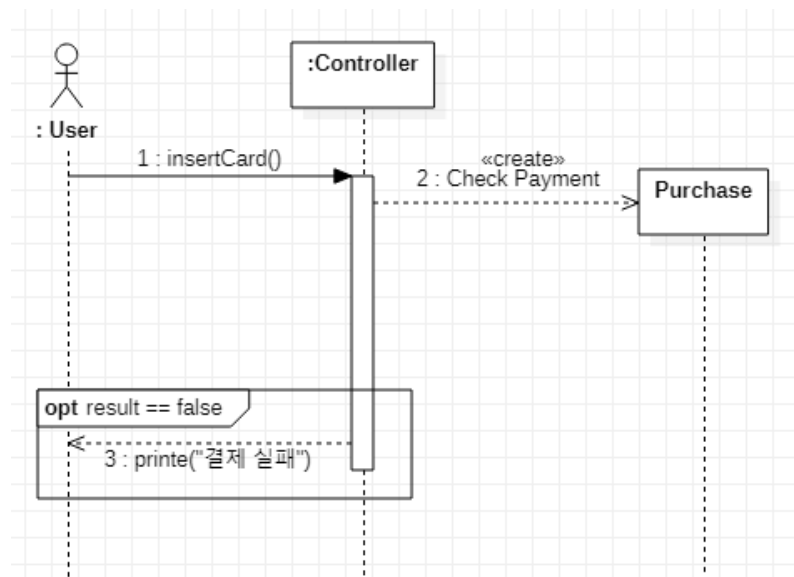 :Controller
: User
1 : insertCard()
«create»
2 : Check Payment
Purchase
opt result == false
3 : printe("결제 실패")